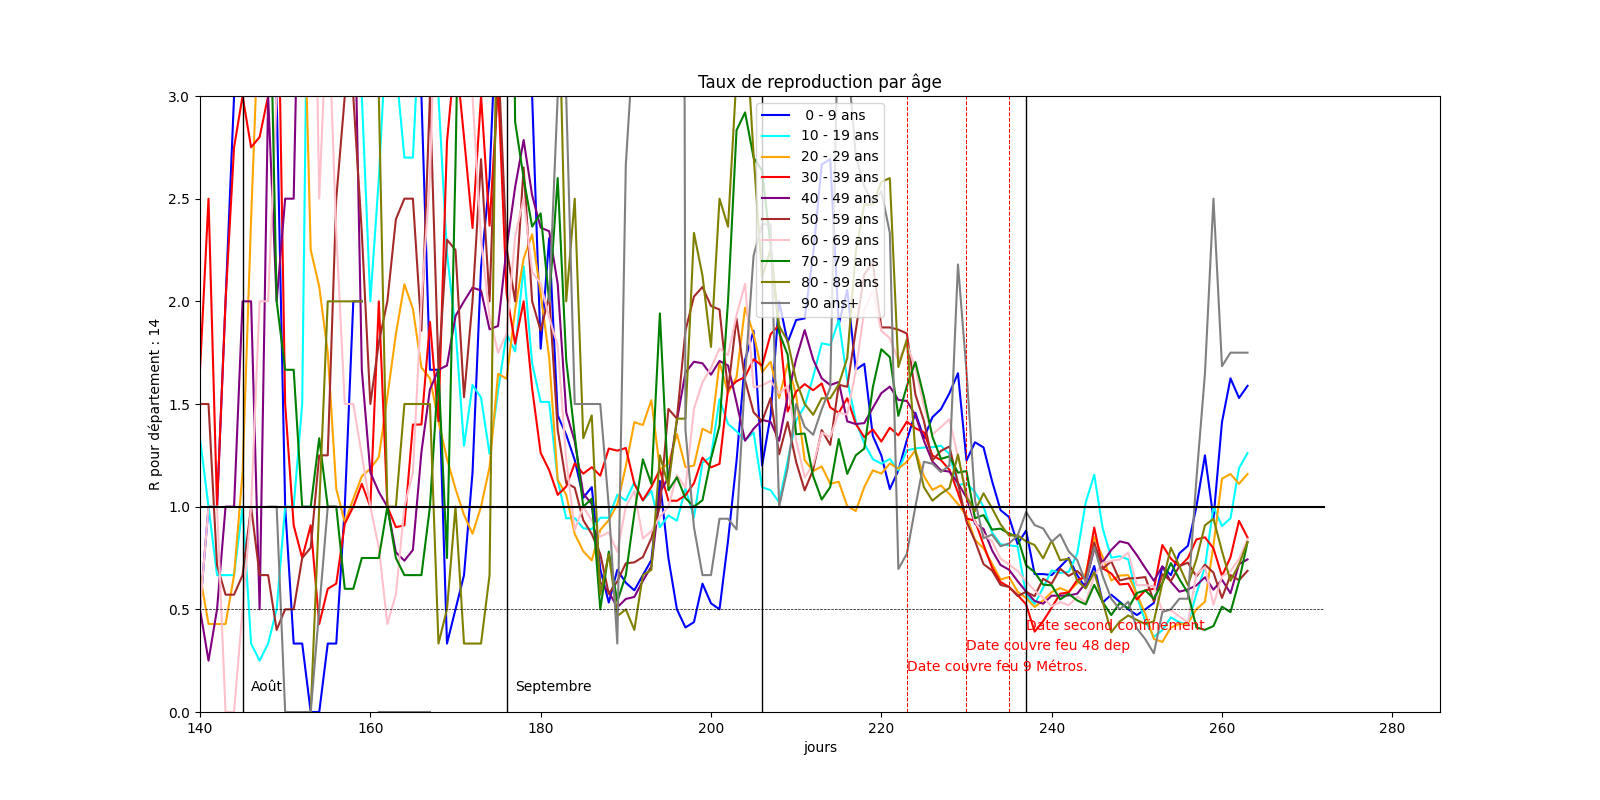 Taux de reproduction par âge
R pour département : 14
3.0
2.5
2.0
1.5
1.0
0.5
0.0
0 - 9 ans
10 - 19 ans
20 - 29 ans
30 - 39 ans
40 - 49 ans
50 - 59 ans
60 - 69 ans
70 - 79 ans
80 - 89 ans
90 ans+
Date second confinement
Date couvre feu 48 dep
Date couvre feu 9 Métros.
Août
Septembre
140 160 180 200 220 240 260 280
jours